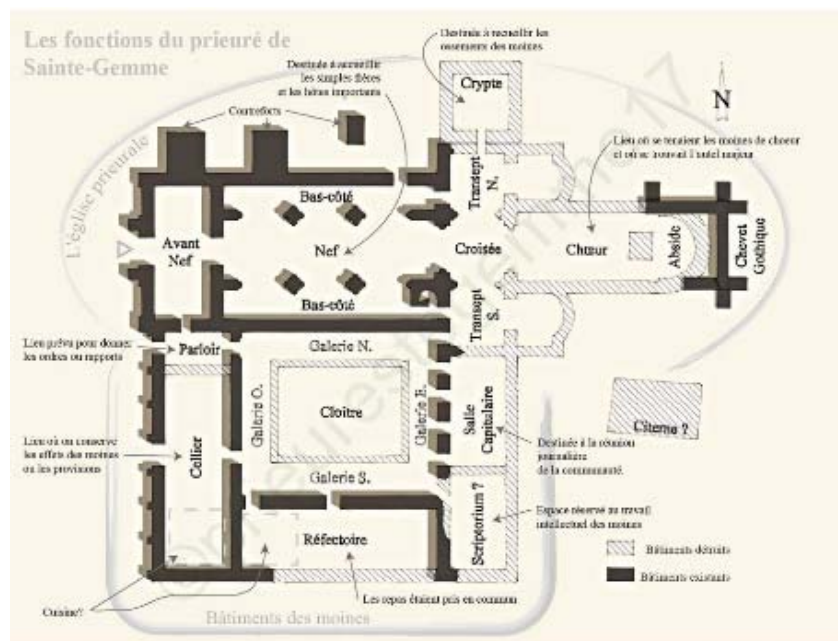 Les fonctions du prieuré de
Sainte-Gemme
Destinée à recueillir les
ossements des moines
Destinée à accueillir
les simples frères
et les hôtes importants
Crypte
N
Contreforts
Lieu où se tenaient les moines de choeur
et où se trouvait l'autel majeur
L'église prieurale
Transept
N.
Bas-côté
Avant
Nef
Nef
Croisée
Chœur
Abside
Chevet
Gothique
Bas-côté
Transept
S.
Lieu prévu pour donner
les ordres ou rapports
Parloir
Galerie N.
Galerie O.
Cloître
Galerie E.
Salle
Capitulaire
Citerne ?
Lieu où on conserve
les effets des moines
ou les provisions
Cellier
Destinée à la réunion
journalière
de la communauté.
Galerie S.
Scriptorium ?
Espace réservé au travail
intellectuel des moines
Réfectoire
Bâtiments détruits
Bâtiments existants
Cuisine?
Les repas étaient pris en commun
Bâtiments des moines